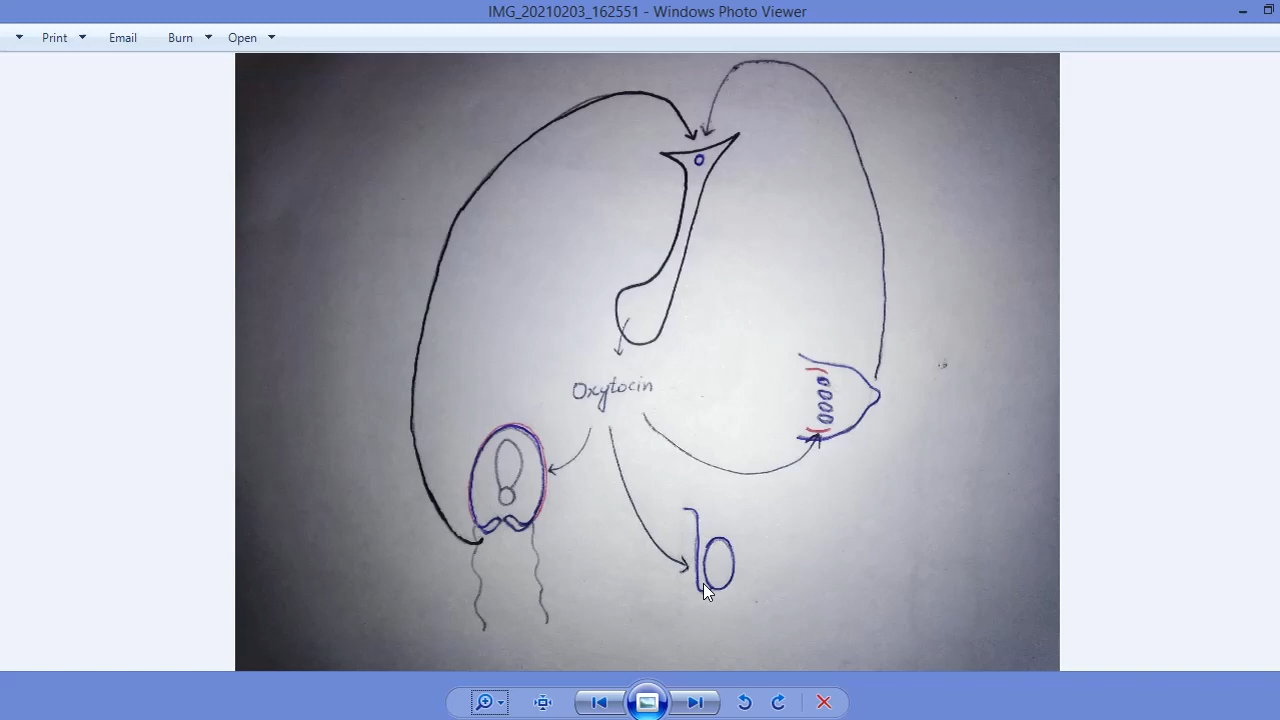 IMG_20210203_162551 - Windows Photo Viewer
Print Email Burn Open
Oxytocin